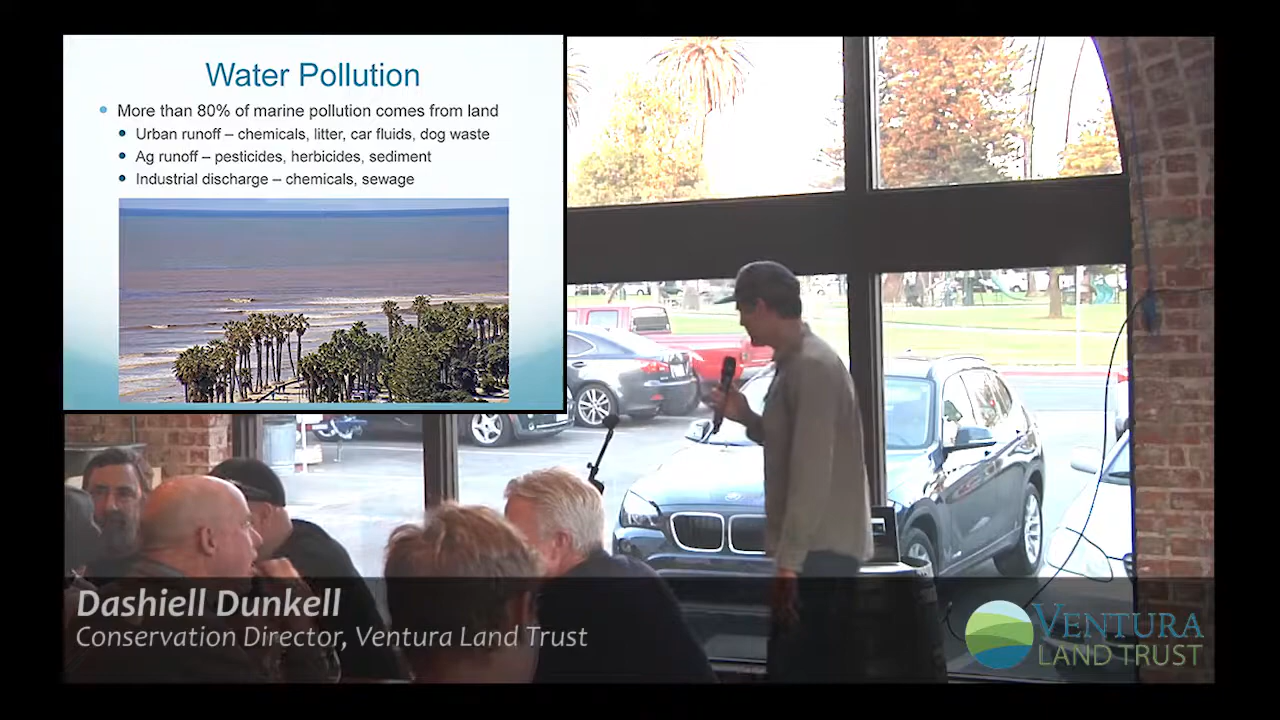 Water Pollution
More than 80% of marine pollution comes from land
Urban runoff – chemicals, litter, car fluids, dog waste
Ag runoff – pesticides, herbicides, sediment
Industrial discharge – chemicals, sewage
Dashiell Dunkell
Conservation Director, Ventura Land Trust
VENTURA
LAND TRUST